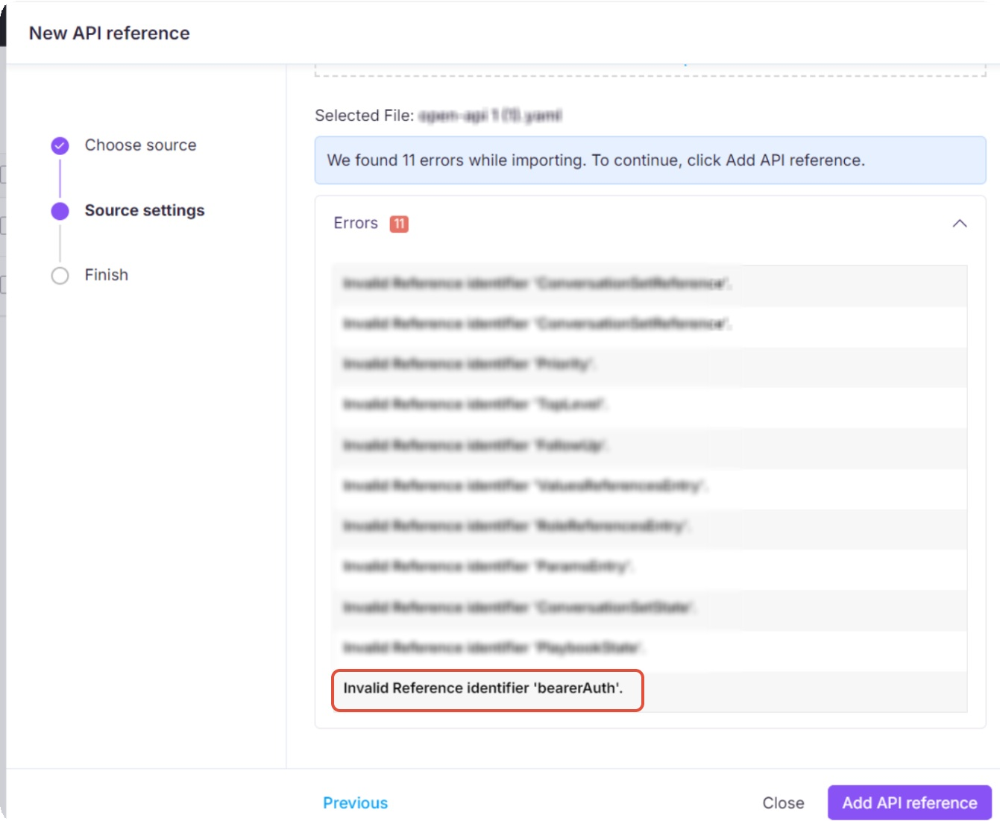 New API reference
Selected File: open-api 1 (1).yaml
Choose source
We found 11 errors while importing. To continue, click Add API reference.
Source settings
Errors 11
Finish
Invalid Reference identifier 'ConversationSetReference'.
Invalid Reference identifier 'ConversationSetReference'.
Invalid Reference identifier 'Priority'.
Invalid Reference identifier 'TopLevel'.
Invalid Reference identifier 'FollowUp'.
Invalid Reference identifier 'ValuesReferencesEntry'.
Invalid Reference identifier 'RoleReferencesEntry'.
Invalid Reference identifier 'ParamsEntry'.
Invalid Reference identifier 'ConversationSetState'.
Invalid Reference identifier 'PlaybookState'.
Invalid Reference identifier 'bearerAuth'.
Previous
Close
Add API reference